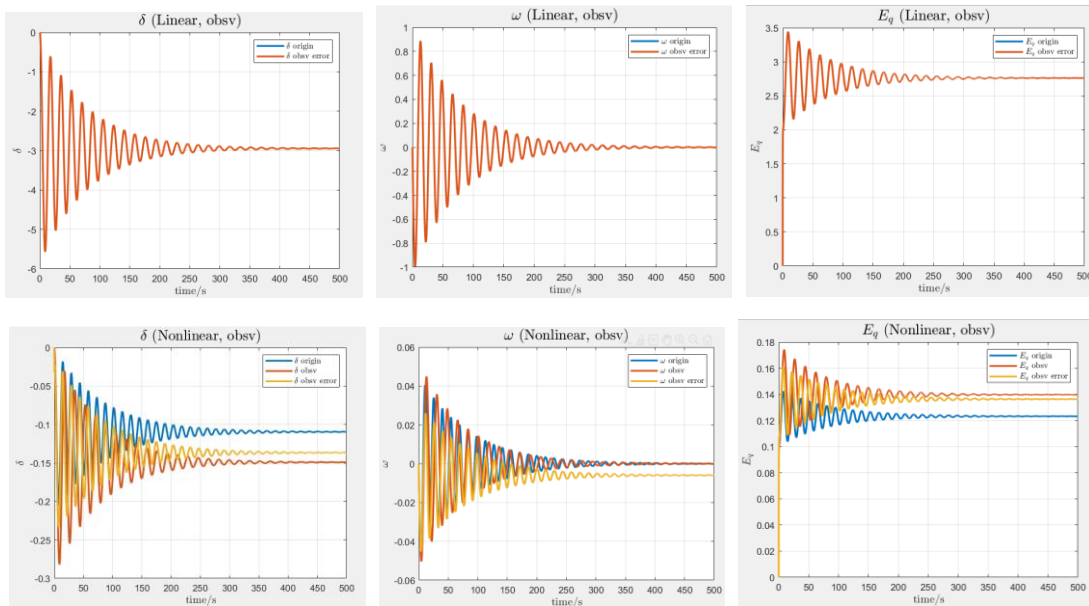 δ (Linear, obsv)
δ origin
δ obsv error
0
-1
-2
-3
-4
-5
-6
δ
0 50 100 150 200 250 300 350 400 450 500
time/s
ω (Linear, obsv)
ω origin
ω obsv error
1
0.8
0.6
0.4
0.2
0
-0.2
-0.4
-0.6
-0.8
-1
ω
0 50 100 150 200 250 300 350 400 450 500
time/s
E_q (Linear, obsv)
E_q origin
E_q obsv error
3.5
3
2.5
2
1.5
1
0.5
0
E_q
0 50 100 150 200 250 300 350 400 450 500
time/s
δ (Nonlinear, obsv)
δ origin
δ obsv
δ obsv error
0
-0.05
-0.1
-0.15
-0.2
-0.25
-0.3
δ
0 50 100 150 200 250 300 350 400 450 500
time/s
ω (Nonlinear, obsv)
ω origin
ω obsv
ω obsv error
0.06
0.04
0.02
0
-0.02
-0.04
-0.06
ω
0 50 100 150 200 250 300 350 400 450 500
time/s
E_q (Nonlinear, obsv)
E_q origin
E_q obsv
E_q obsv error
0.18
0.16
0.14
0.12
0.1
0.08
0.06
0.04
0.02
0
E_q
0 50 100 150 200 250 300 350 400 450 500
time/s